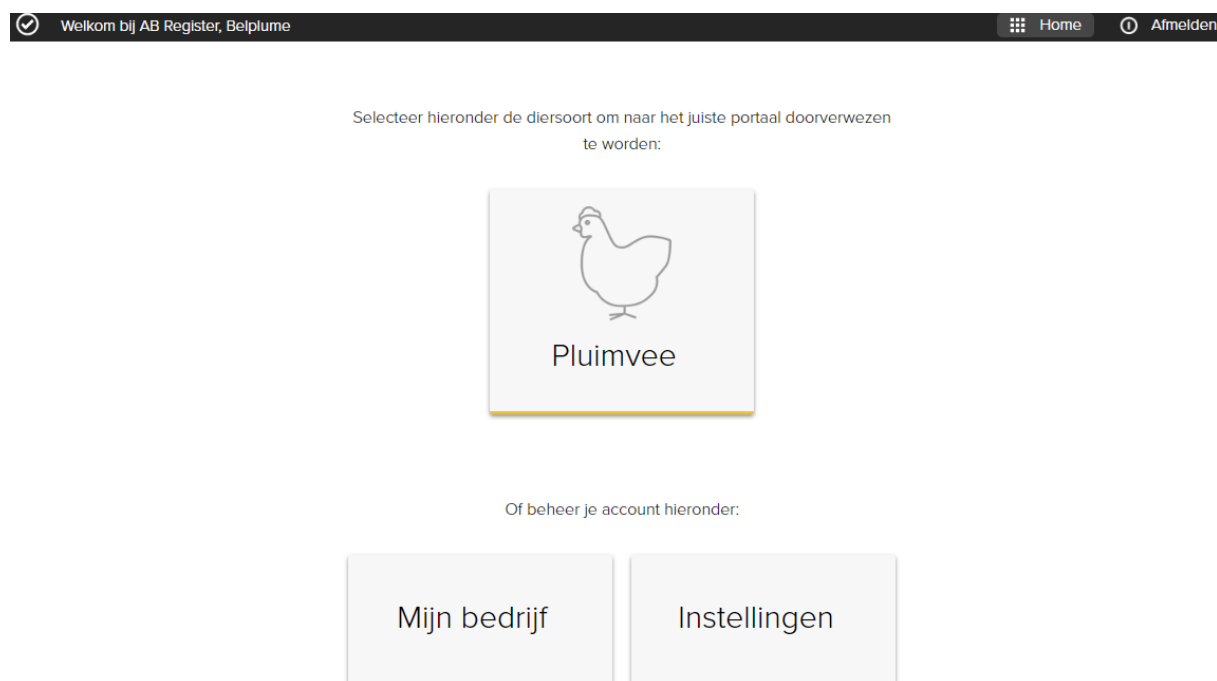 Welkom bij AB Register, Belplume
Home
Afmelden
Selecteer hieronder de diersoort om naar het juiste portaal doorverwezen
te worden:
Pluimvee
Of beheer je account hieronder:
Mijn bedrijf
Instellingen